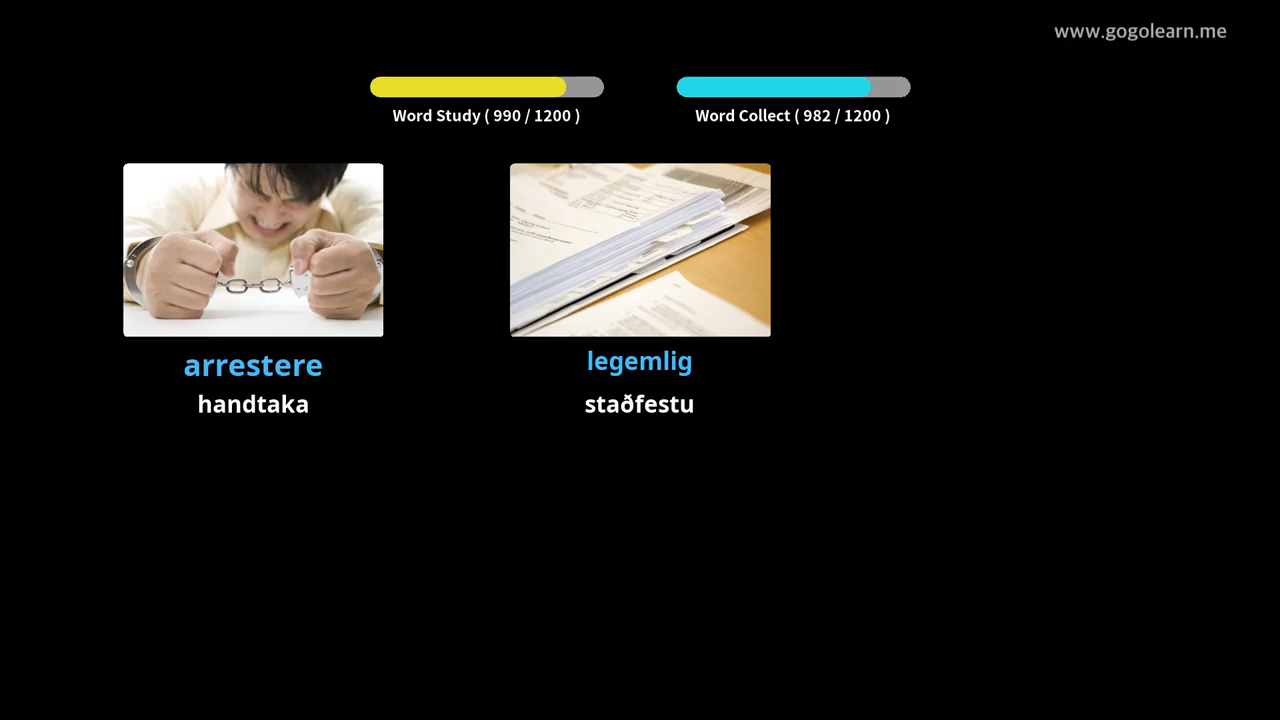 www.gogolearn.me
Word Study ( 990 / 1200 )
Word Collect ( 982 / 1200 )
arrestere
handtaka
legemlig
staðfestu